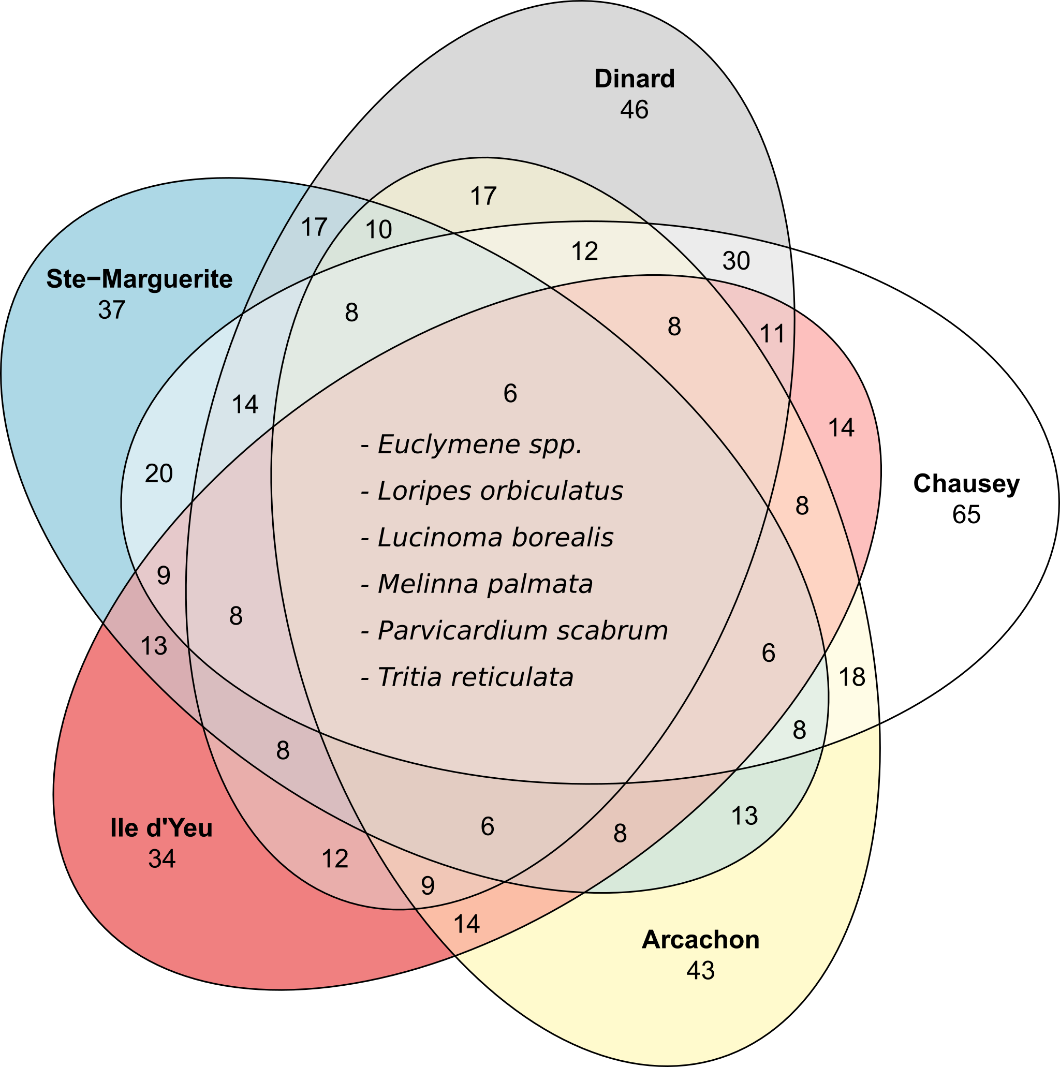 Dinard
46
17
17
10
12
30
Ste−Marguerite
37
8
8
11
14
6
14
- Euclymene spp.
20
- Loripes orbiculatus
Chausey
65
8
- Lucinoma borealis
9
- Melinna palmata
8
- Parvicardium scabrum
13
6
- Tritia reticulata
18
8
8
Ile d'Yeu
34
6
8
13
12
9
14
Arcachon
43